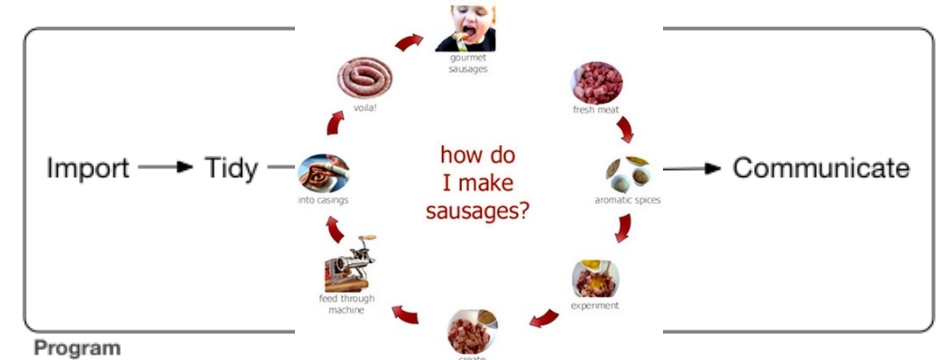 Import
Tidy
Communicate
Program
how do
I make
sausages?
gourmet
sausages
fresh meat
aromatic spices
experiment
create
feed through
machine
into casings
voila!